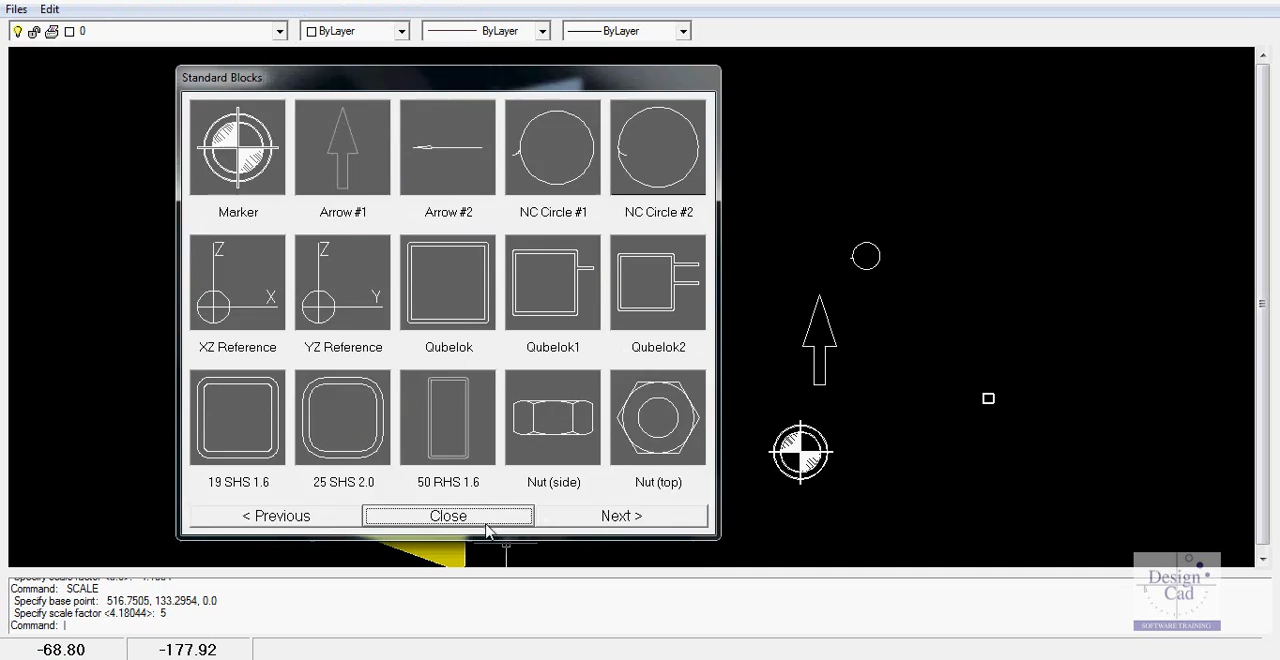 Files Edit
0 ByLayer ByLayer ByLayer
Standard Blocks
Marker Arrow #1 Arrow #2 NC Circle #1 NC Circle #2
Z X Z Y
XZ Reference YZ Reference Qubelok Qubelok1 Qubelok2
19 SHS 1.6 25 SHS 2.0 50 RHS 1.6 Nut (side) Nut (top)
< Previous Close Next >
Command: SCALE
Specify base point: 516.7505, 133.2954, 0.0
Specify scale factor <4.18044>: 5
Command:
Design
Cad
SOFTWARE TRAINING
-68.80 -177.92